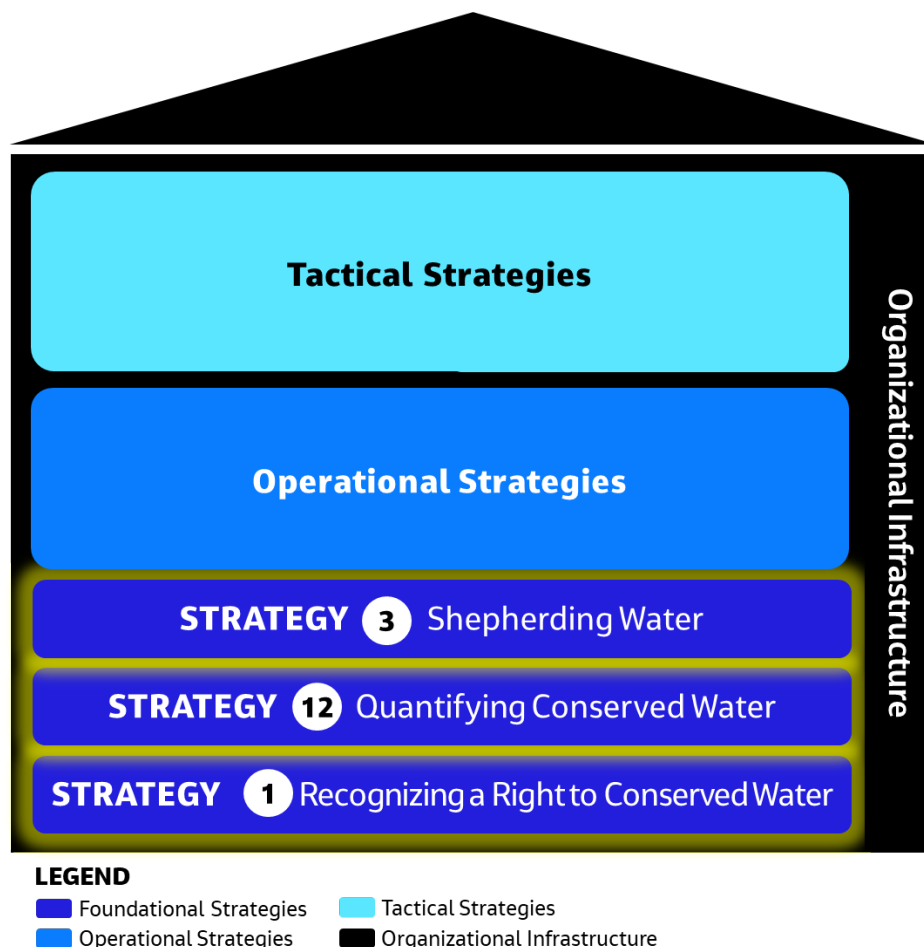 Tactical Strategies
Organizational Infrastructure
Operational Strategies
STRATEGY 3 Shepherding Water
STRATEGY 12 Quantifying Conserved Water
STRATEGY 1 Recognizing a Right to Conserved Water
LEGEND
Foundational Strategies
Tactical Strategies
Operational Strategies
Organizational Infrastructure